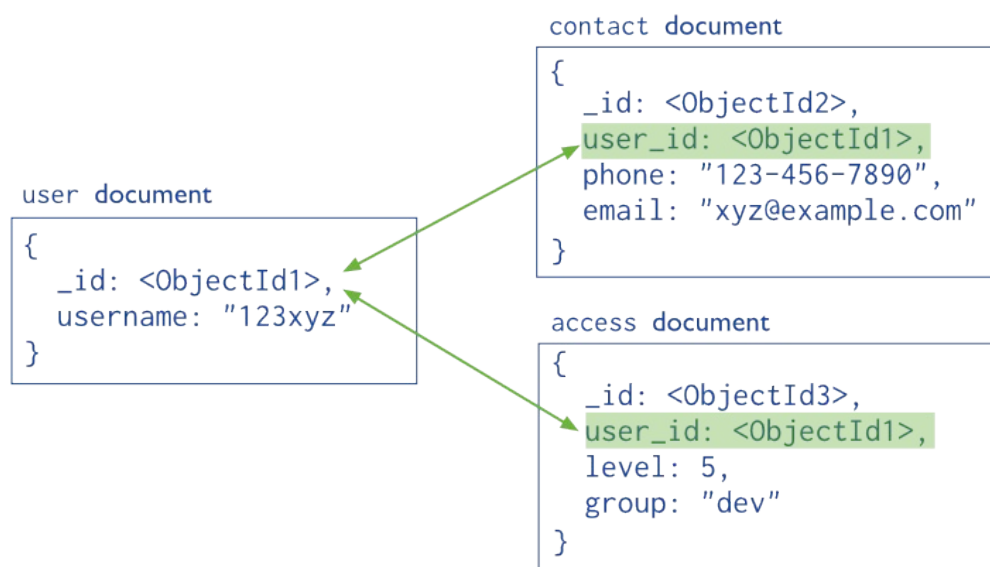 user document
{
_id: <ObjectId1>,
username: "123xyz"
}
contact document
{
_id: <ObjectId2>,
user_id: <ObjectId1>,
phone: "123-456-7890",
email: "xyz@example.com"
}
access document
{
_id: <ObjectId3>,
user_id: <ObjectId1>,
level: 5,
group: "dev"
}